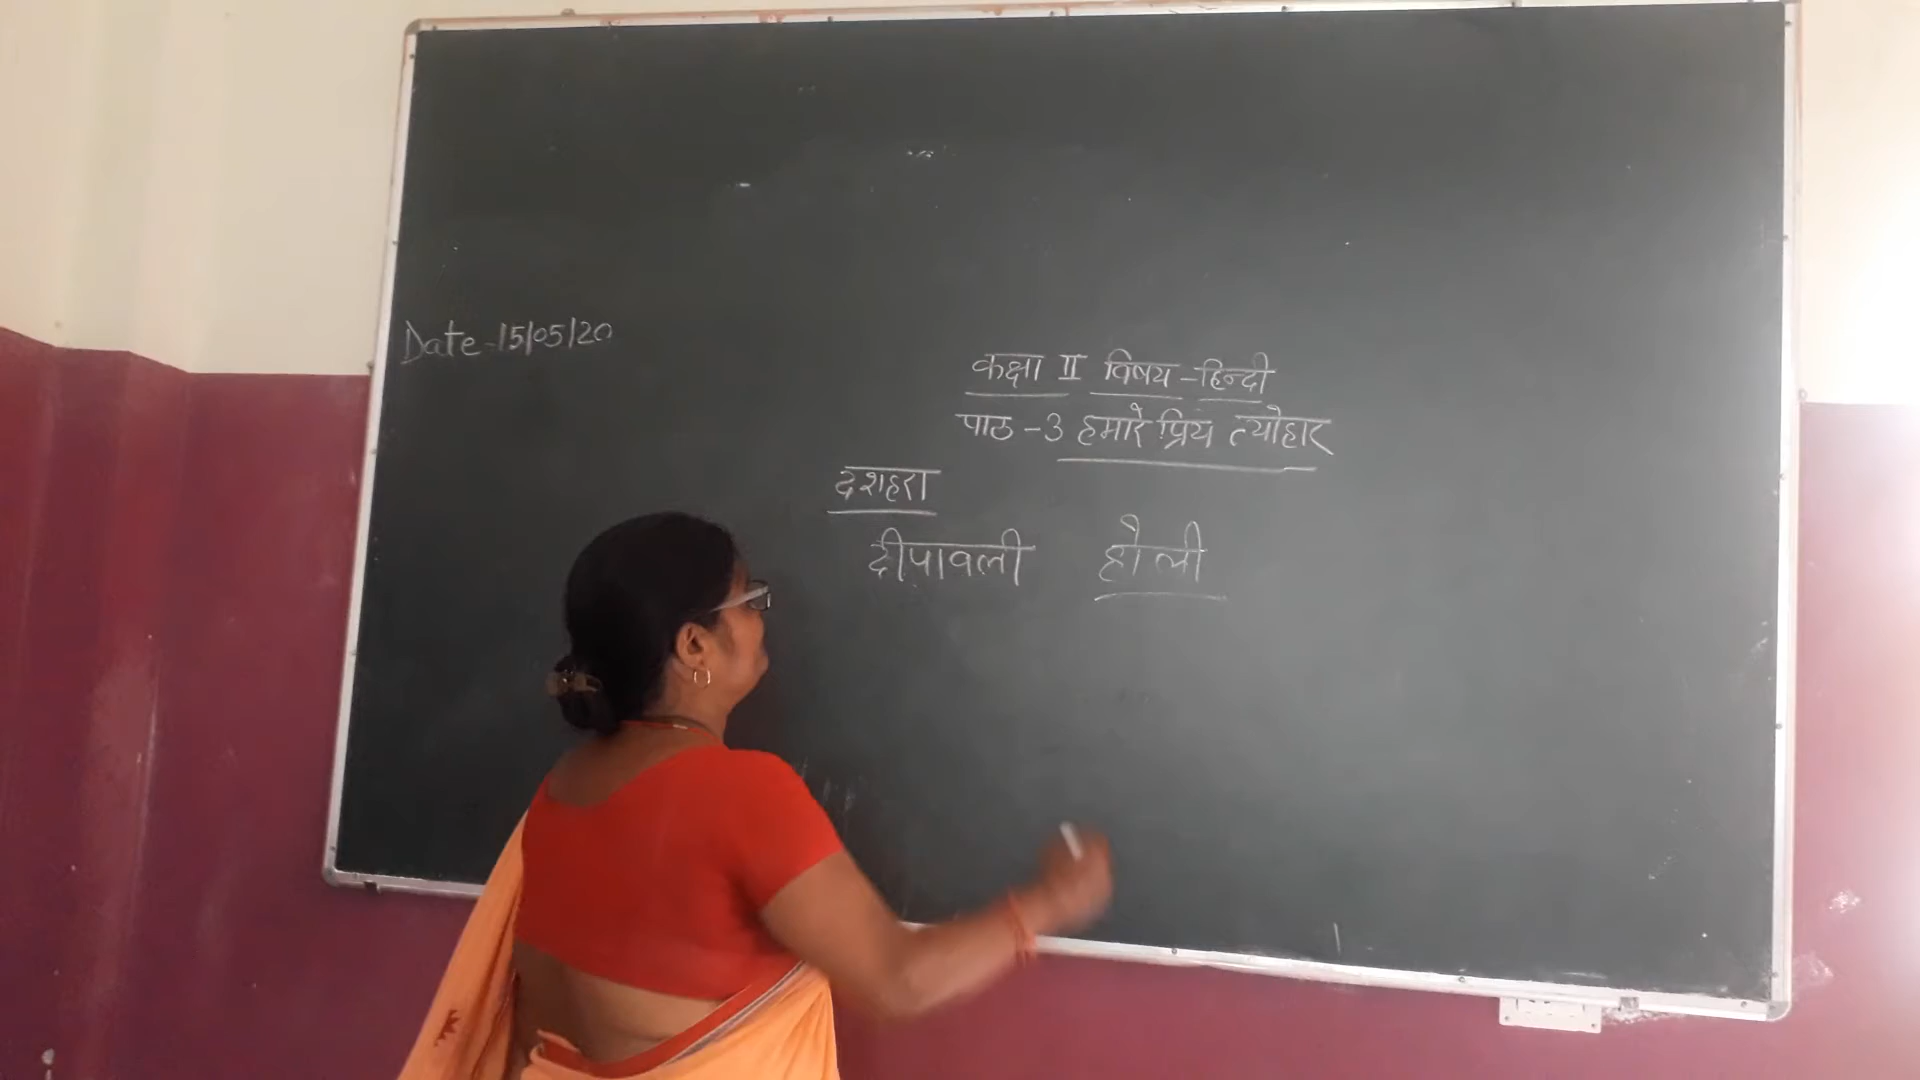 Date-15/05/20
कक्षा II विषय-हिन्दी
पाठ-3 हमारे प्रिय त्योहार
दशहरा
दीपावली होली